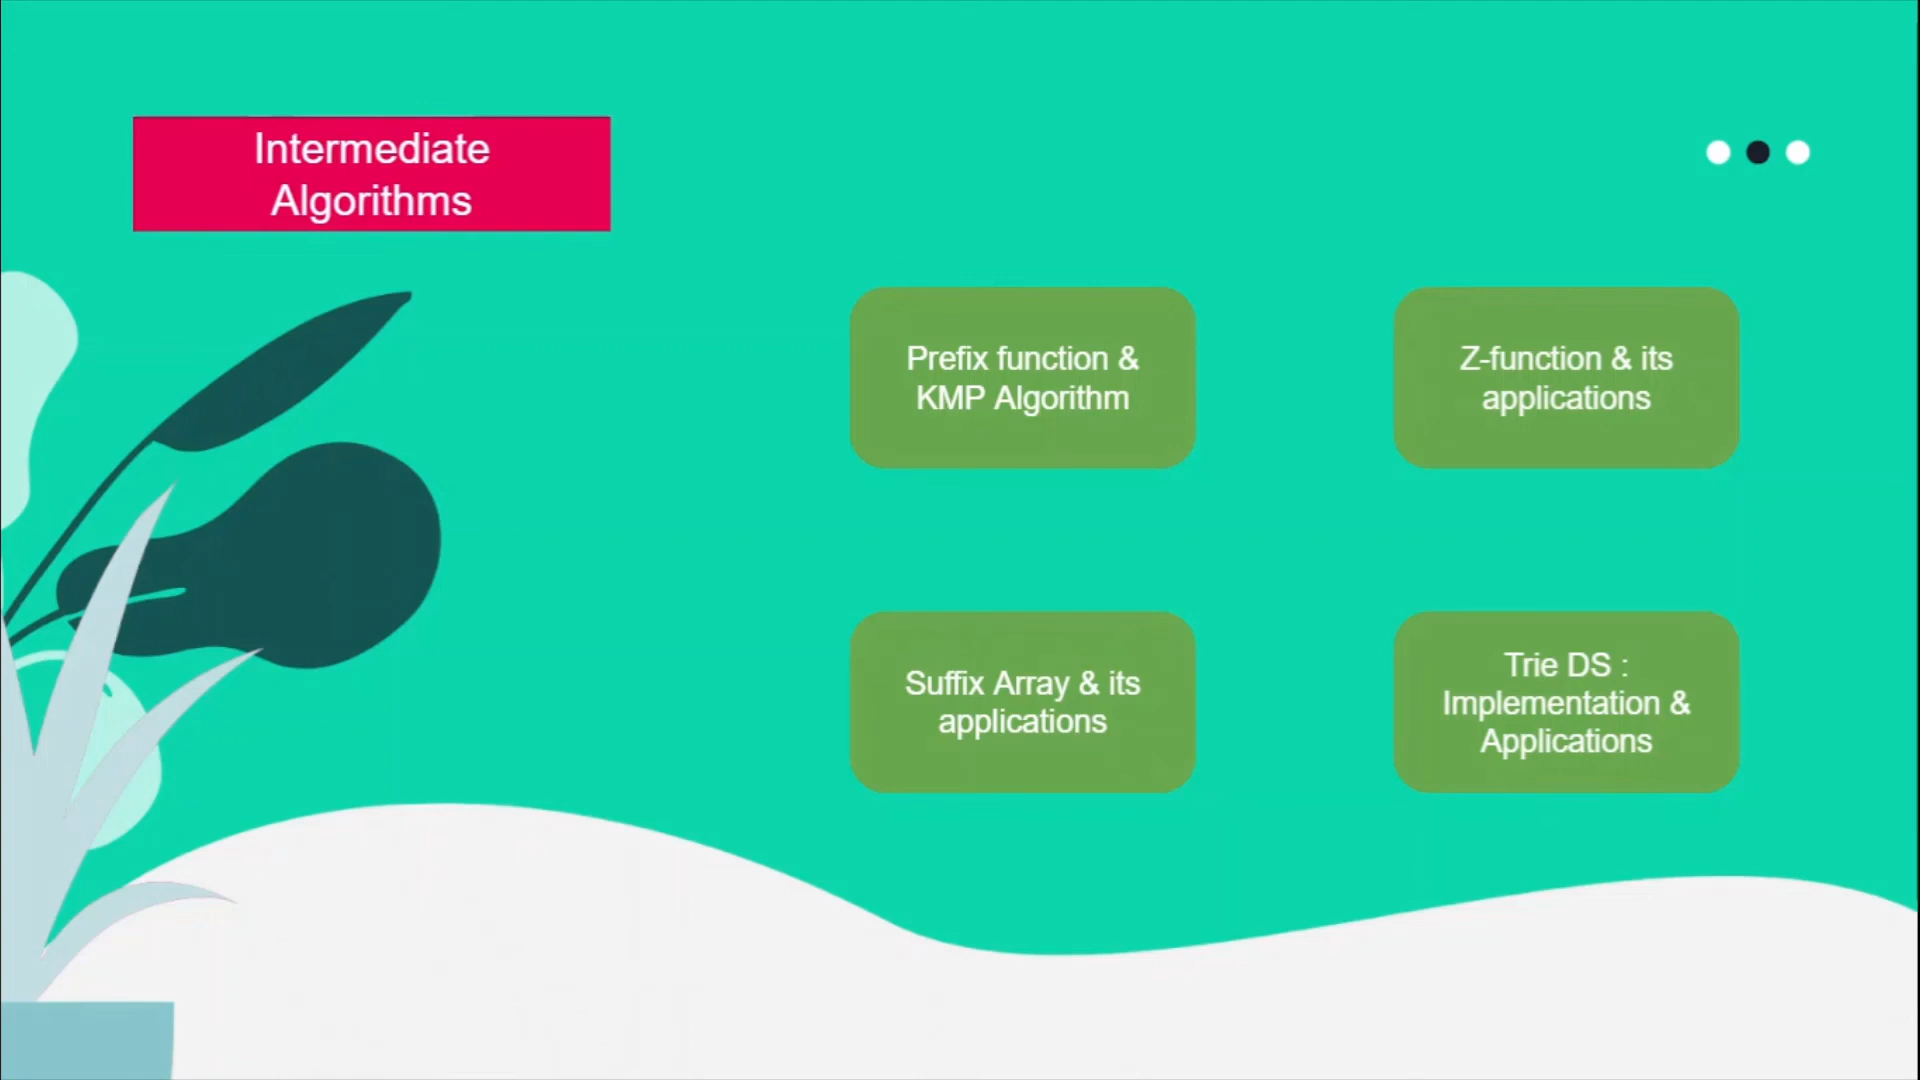 Intermediate
Algorithms
Prefix function &
KMP Algorithm
Z-function & its
applications
Suffix Array & its
applications
Trie DS :
Implementation &
Applications